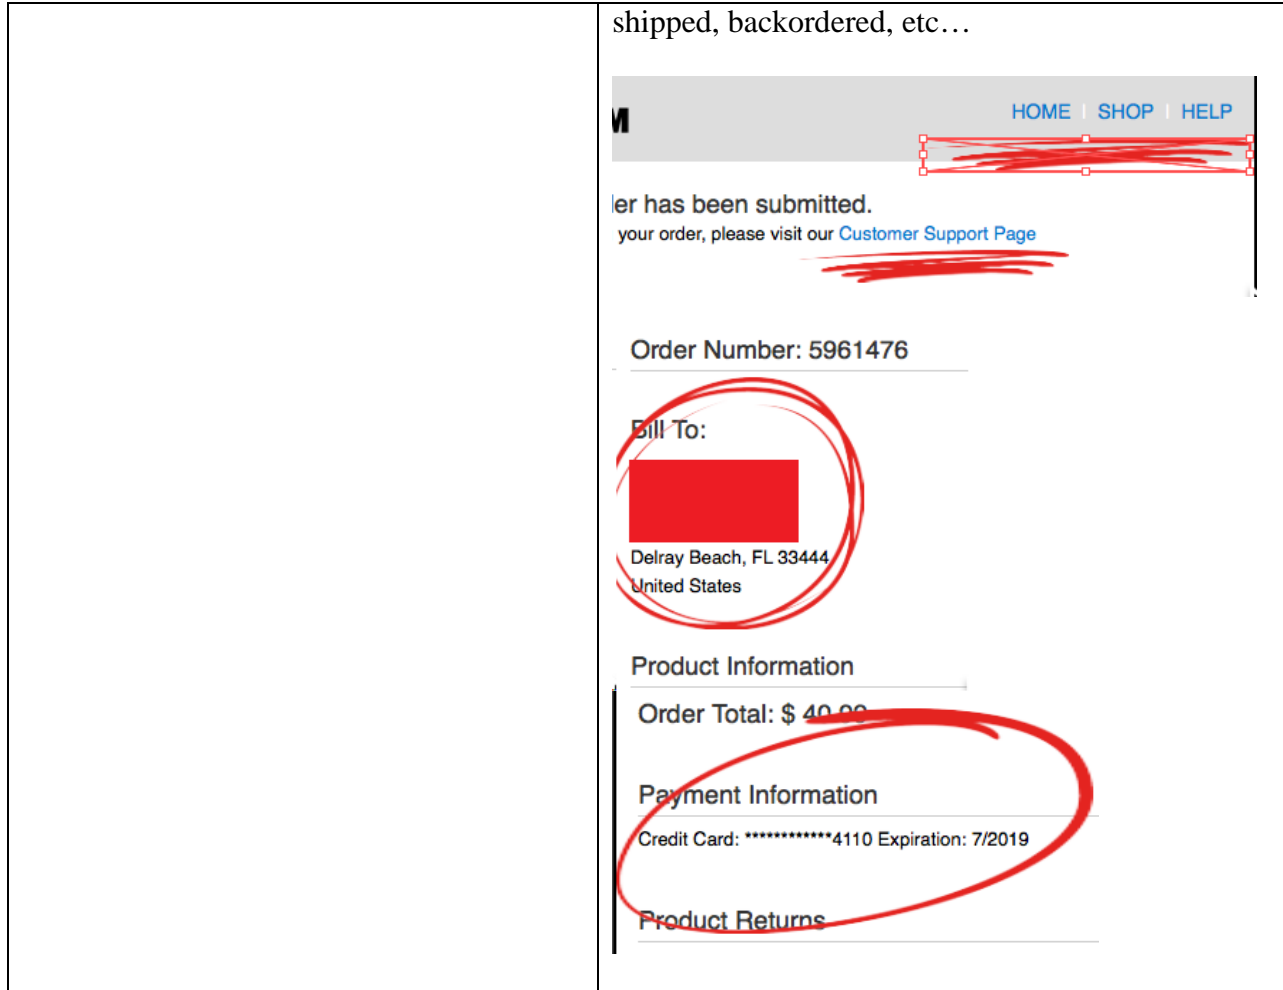 shipped, backordered, etc…
M
HOME | SHOP | HELP
er has been submitted.
your order, please visit our Customer Support Page
Order Number: 5961476
Bill To:
Delray Beach, FL 33444
United States
Product Information
Order Total: $ 40.99
Payment Information
Credit Card: ************4110 Expiration: 7/2019
Product Returns